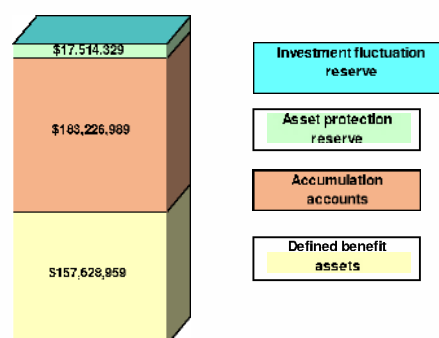 $17.514.329
$183,226,989
$157,628,959
Investment fluctuation
reserve
Asset protection
reserve
Accumulation
accounts
Defined benefit
assets